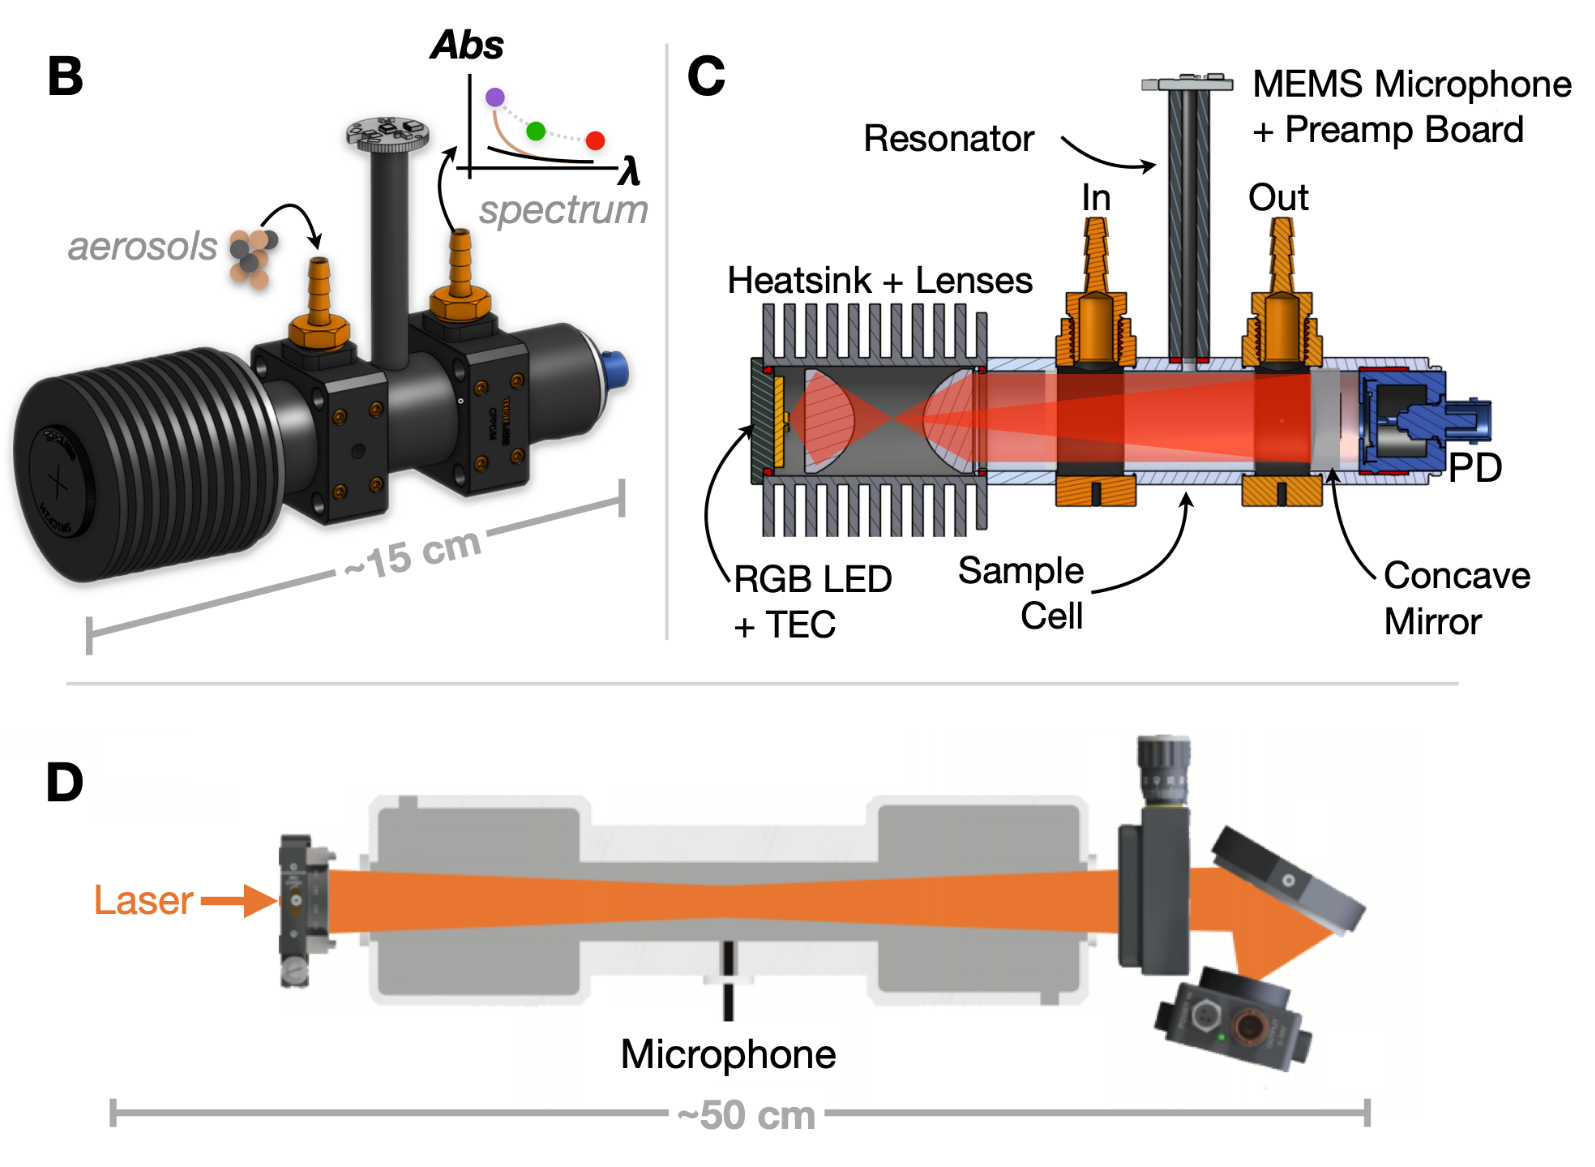 B
Abs
λ
spectrum
aerosols
~15 cm
C
MEMS Microphone
+ Preamp Board
Resonator
In
Out
Heatsink + Lenses
PD
RGB LED
+ TEC
Sample
Cell
Concave
Mirror
D
Laser
Microphone
~50 cm